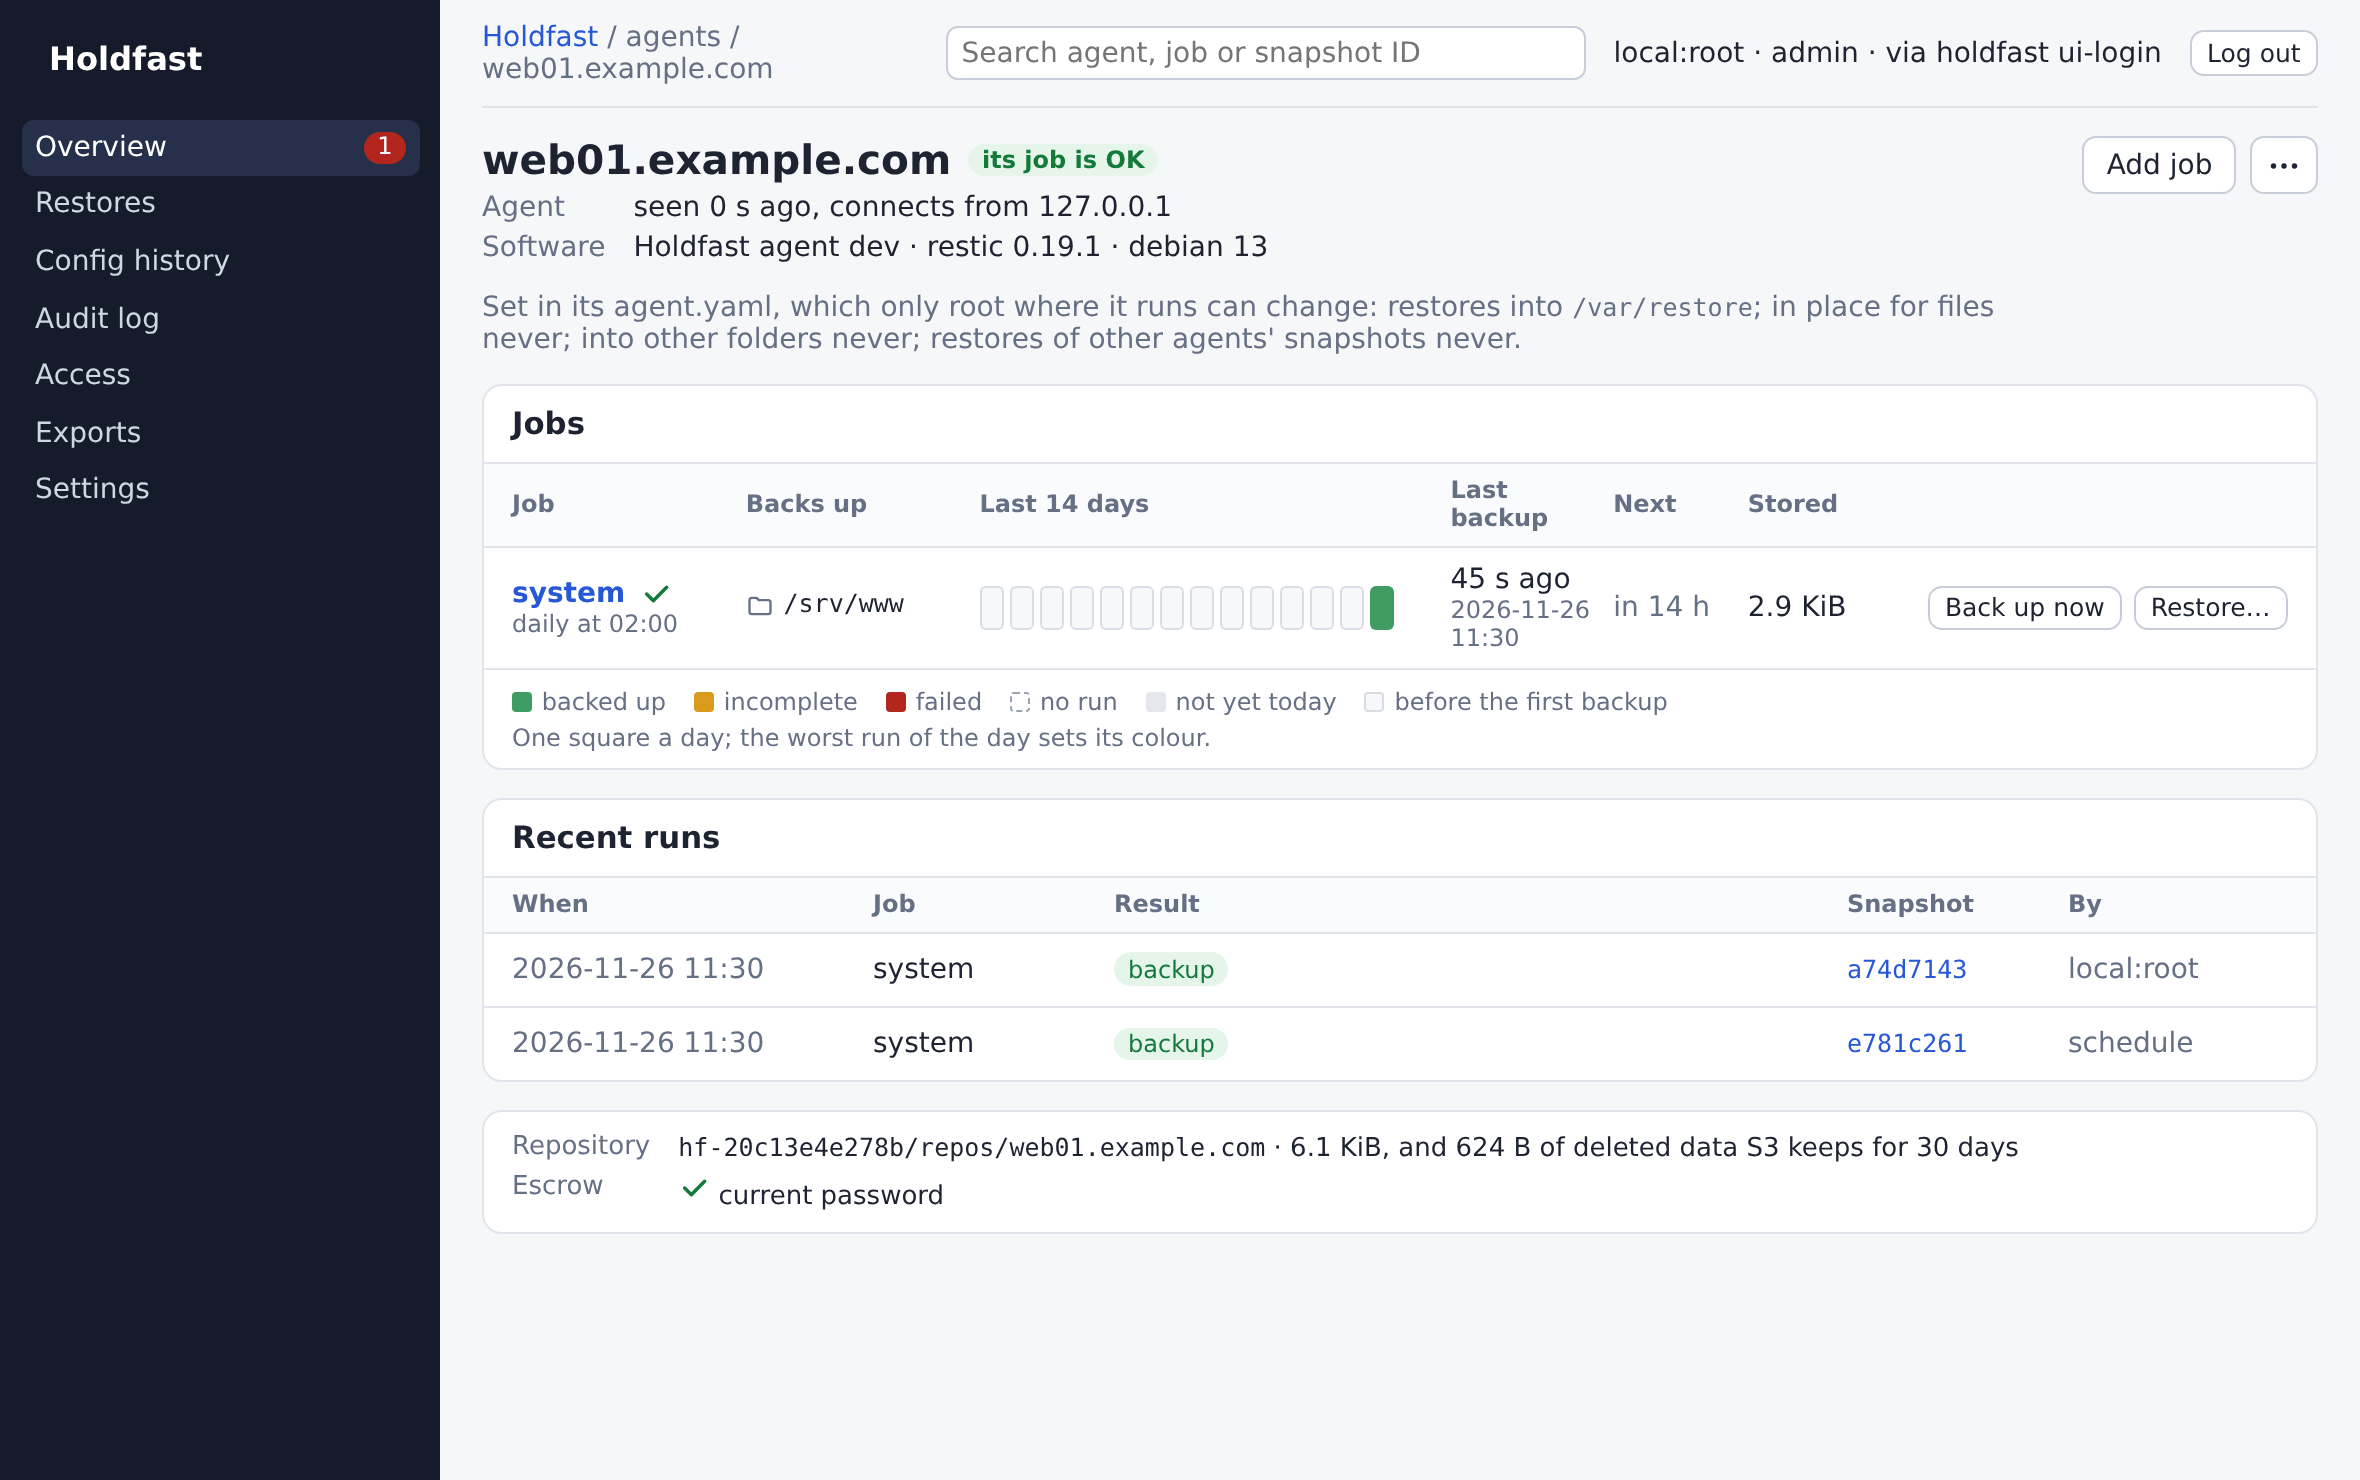 Holdfast
Overview 1
Restores
Config history
Audit log
Access
Exports
Settings
Holdfast / agents /
web01.example.com
Search agent, job or snapshot ID
local:root · admin · via holdfast ui-login
Log out
web01.example.com its job is OK
Add job
Agent seen 0 s ago, connects from 127.0.0.1
Software Holdfast agent dev · restic 0.19.1 · debian 13
Set in its agent.yaml, which only root where it runs can change: restores into /var/restore; in place for files
never; into other folders never; restores of other agents' snapshots never.
Jobs
Job Backs up Last 14 days Last backup Next Stored
system
daily at 02:00
/srv/www
45 s ago
2026-11-26
11:30
in 14 h
2.9 KiB
Back up now
Restore…
backed up incomplete failed no run not yet today before the first backup
One square a day; the worst run of the day sets its colour.
Recent runs
When Job Result Snapshot By
2026-11-26 11:30 system backup a74d7143 local:root
2026-11-26 11:30 system backup e781c261 schedule
Repository hf-20c13e4e278b/repos/web01.example.com · 6.1 KiB, and 624 B of deleted data S3 keeps for 30 days
Escrow current password